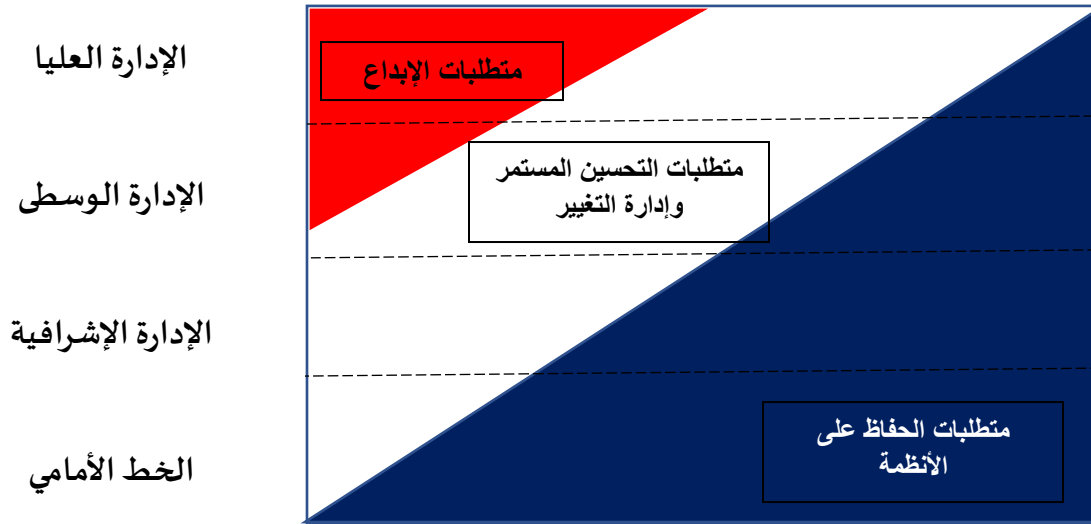 الإدارة العليا
متطلبات الإبداع
الإدارة الوسطى
متطلبات التحسين المستمر
وإدارة التغيير
الإدارة الإشرافية
الخط الأمامي
متطلبات الحفاظ على
الأنظمة